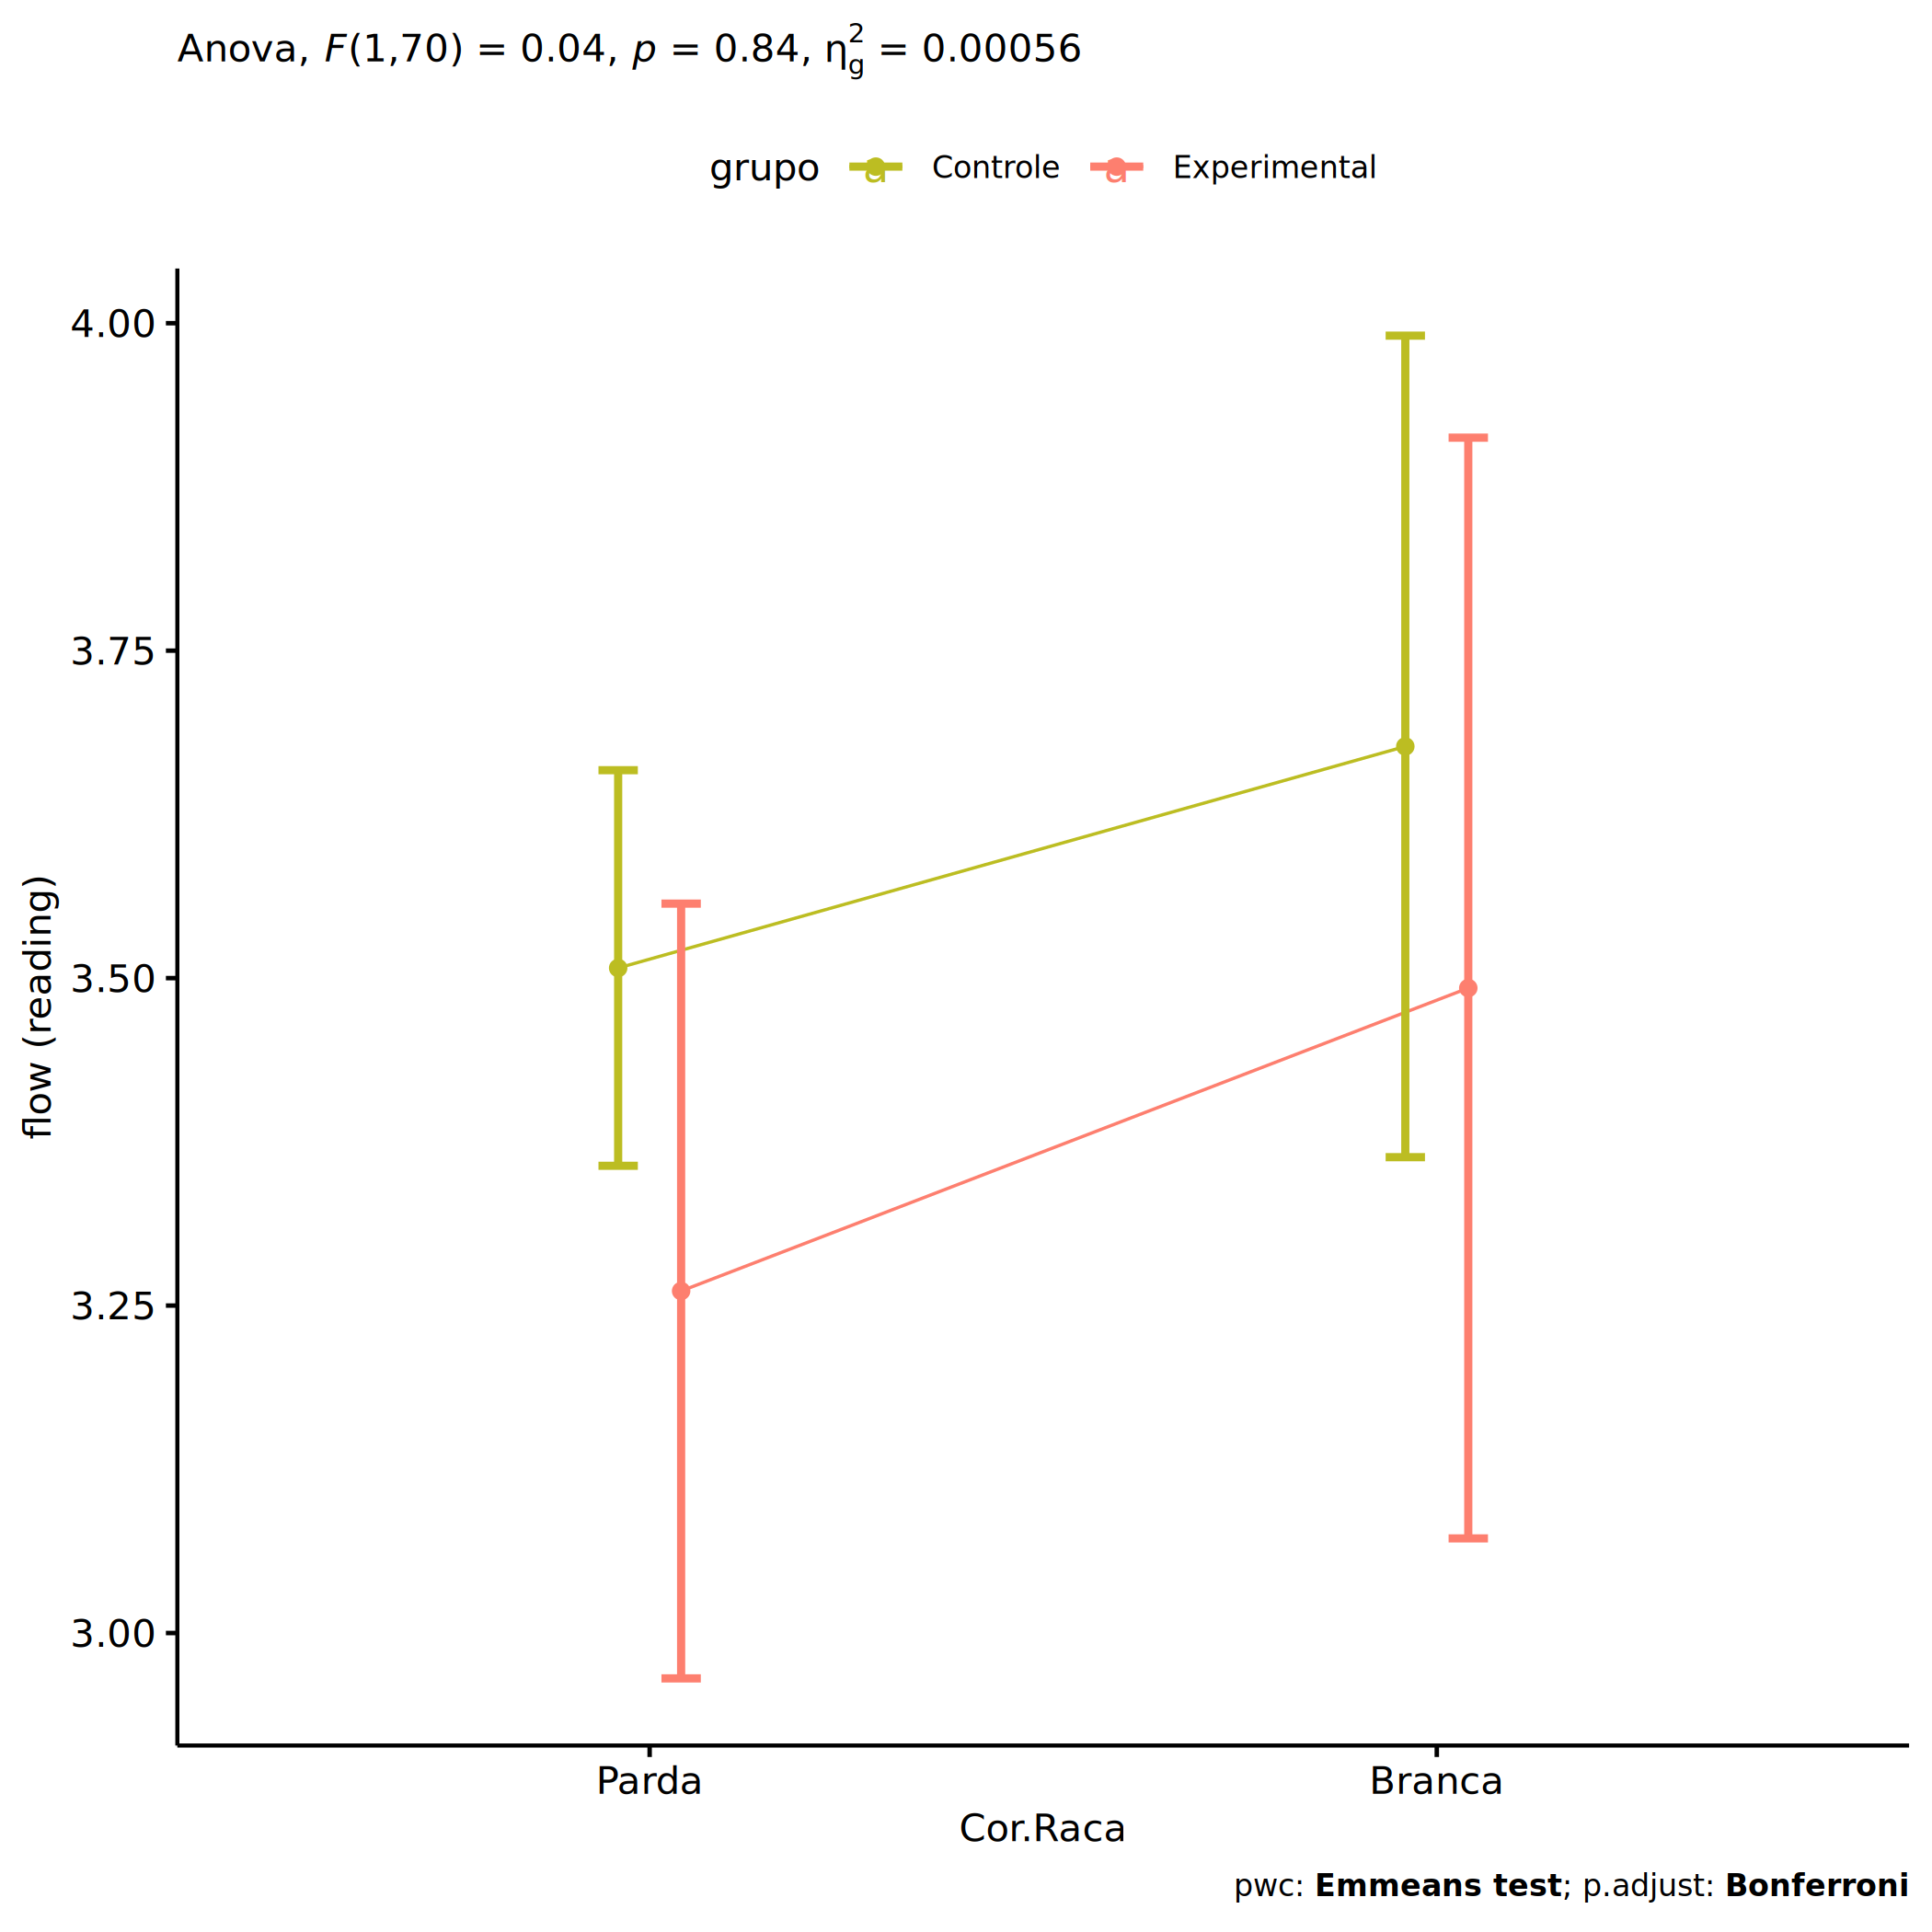 Anova, F(1,70) = 0.04, p = 0.84, η²g = 0.00056
grupo a Controle a Experimental
4.00
3.75
3.50
3.25
3.00
flow (reading)
Parda Branca
Cor.Raca
pwc: Emmeans test; p.adjust: Bonferroni